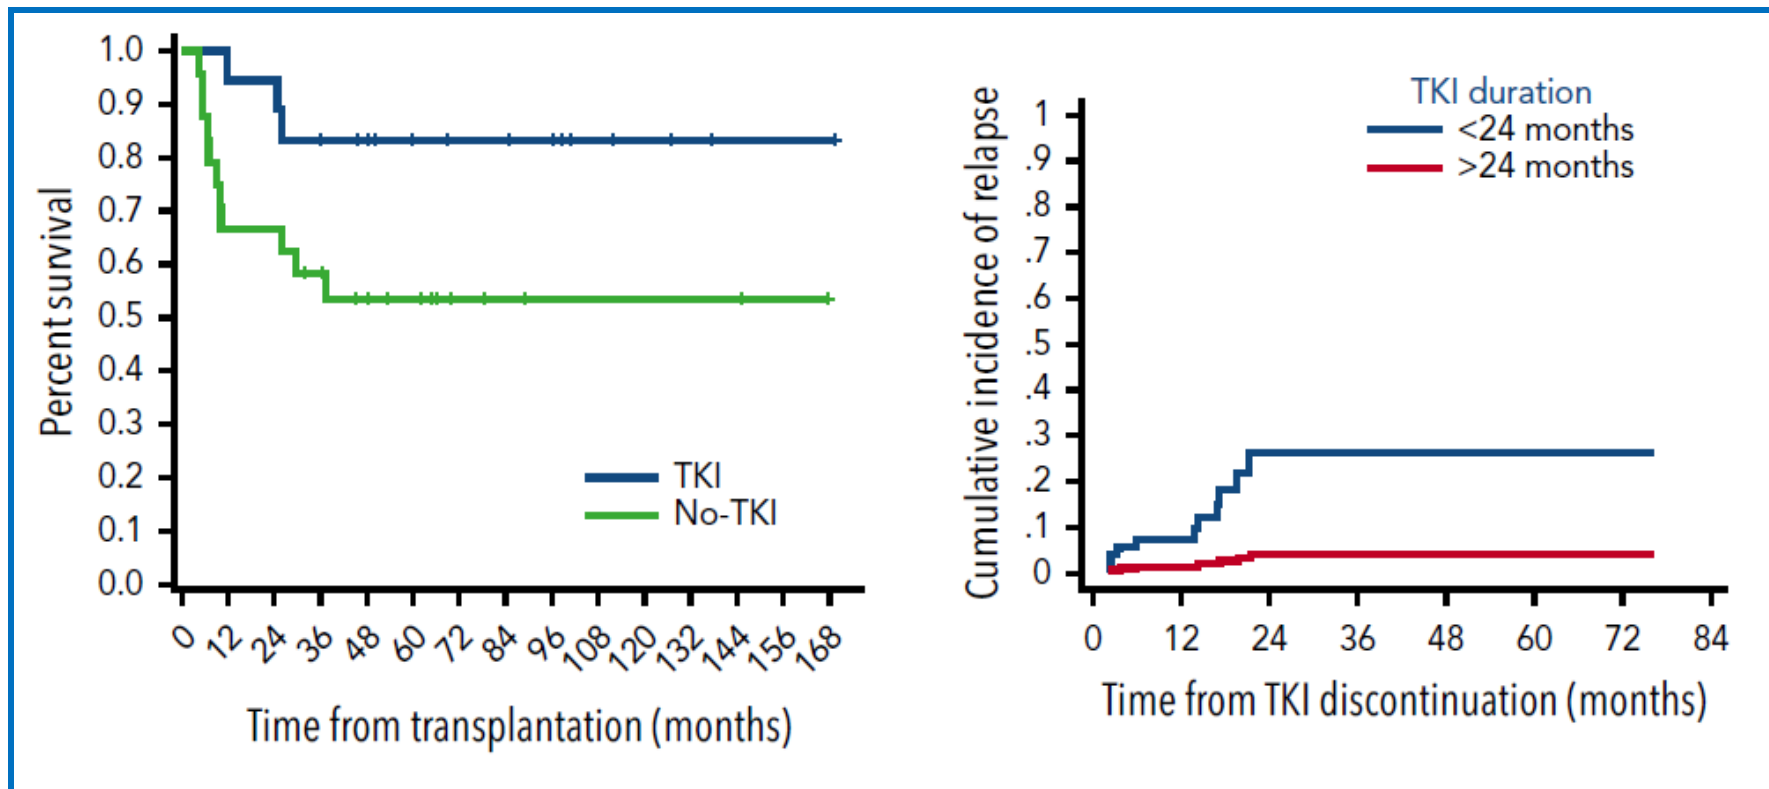 Percent survival
1.0
0.9
0.8
0.7
0.6
0.5
0.4
0.3
0.2
0.1
0.0
TKI
No-TKI
0 12 24 36 48 60 72 84 96 108 120 132 144 156 168
Time from transplantation (months)
Cumulative incidence of relapse
1
.9
.8
.7
.6
.5
.4
.3
.2
.1
0
TKI duration
<24 months
>24 months
0 12 24 36 48 60 72 84
Time from TKI discontinuation (months)